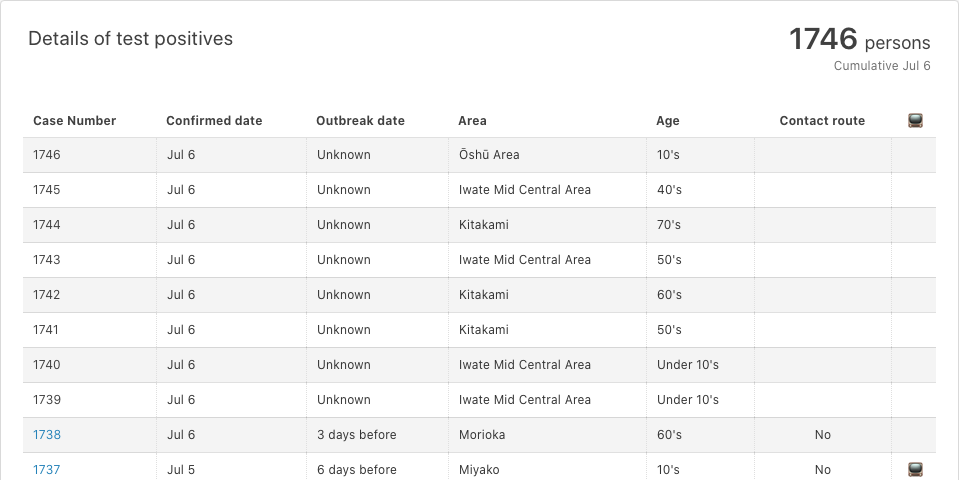 Details of test positives
1746 persons
Cumulative Jul 6
Case Number Confirmed date Outbreak date Area Age Contact route
1746 Jul 6 Unknown Ōshū Area 10's
1745 Jul 6 Unknown Iwate Mid Central Area 40's
1744 Jul 6 Unknown Kitakami 70's
1743 Jul 6 Unknown Iwate Mid Central Area 50's
1742 Jul 6 Unknown Kitakami 60's
1741 Jul 6 Unknown Kitakami 50's
1740 Jul 6 Unknown Iwate Mid Central Area Under 10's
1739 Jul 6 Unknown Iwate Mid Central Area Under 10's
1738 Jul 6 3 days before Morioka 60's No
1737 Jul 5 6 days before Miyako 10's No